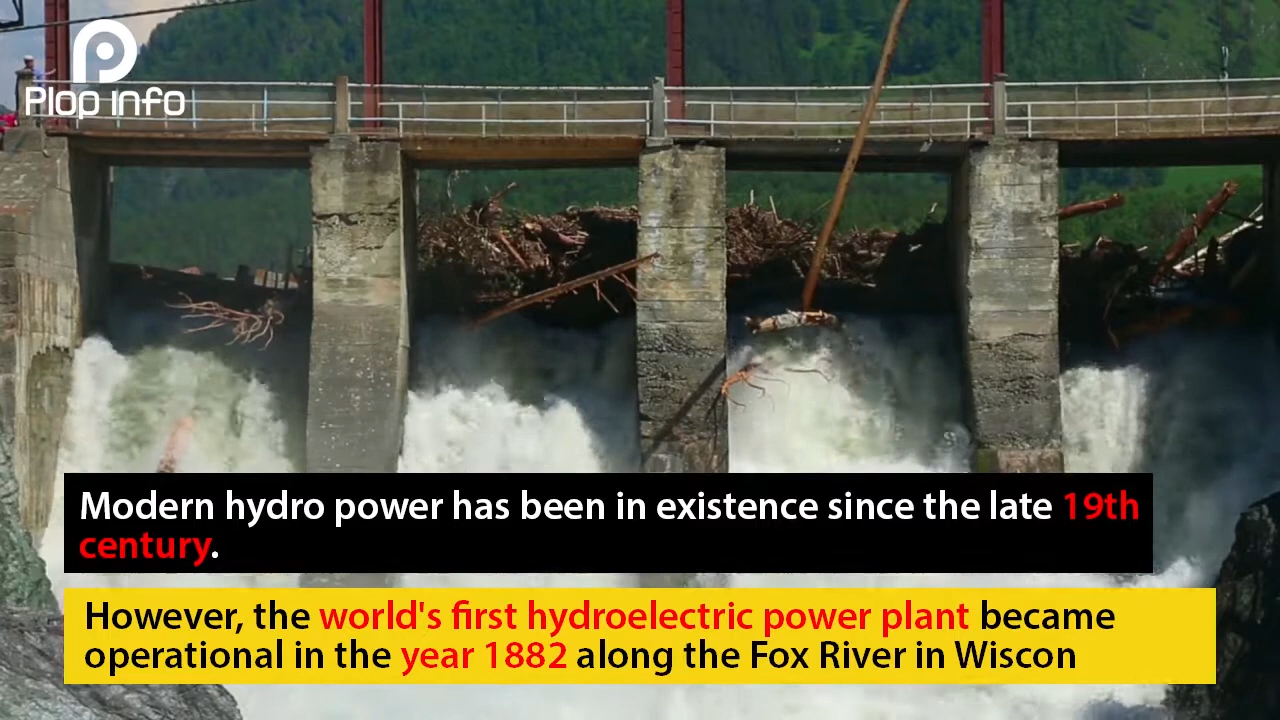 Plop info
Modern hydro power has been in existence since the late 19th
century.
However, the world's first hydroelectric power plant became
operational in the year 1882 along the Fox River in Wiscon